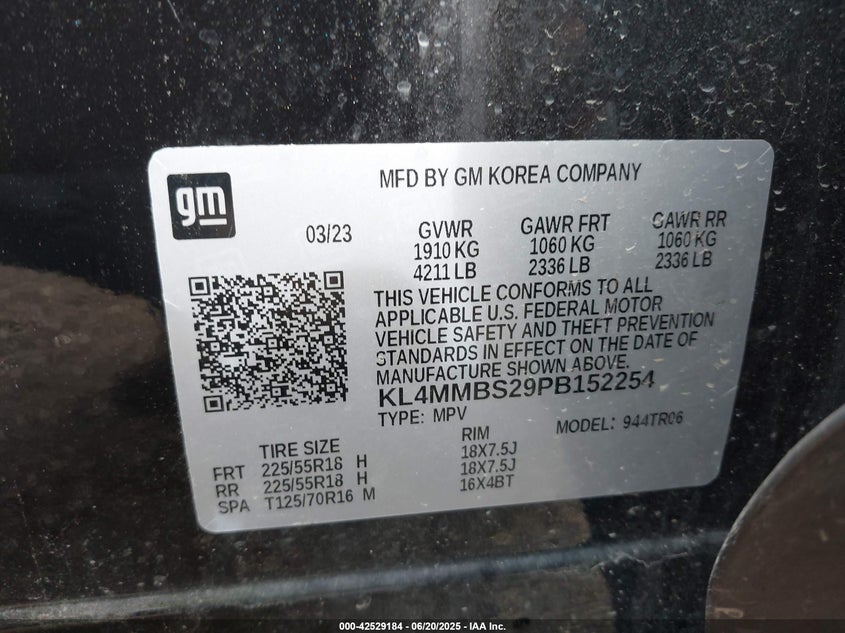 gm
MFD BY GM KOREA COMPANY
03/23
GVWR
1910 KG
4211 LB
GAWR FRT
1060 KG
2336 LB
GAWR RR
1060 KG
2336 LB
THIS VEHICLE CONFORMS TO ALL
APPLICABLE U.S. FEDERAL MOTOR
VEHICLE SAFETY AND THEFT PREVENTION
STANDARDS IN EFFECT ON THE DATE OF
MANUFACTURE SHOWN ABOVE.
KL4MMBS29PB152254
TYPE: MPV
MODEL: 944TR06
TIRE SIZE
RIM
FRT 225/55R18 H 18X7.5J
RR 225/55R18 H 18X7.5J
SPA T125/70R16 M 16X4BT
000-42529184 - 06/20/2025 - IAA Inc.